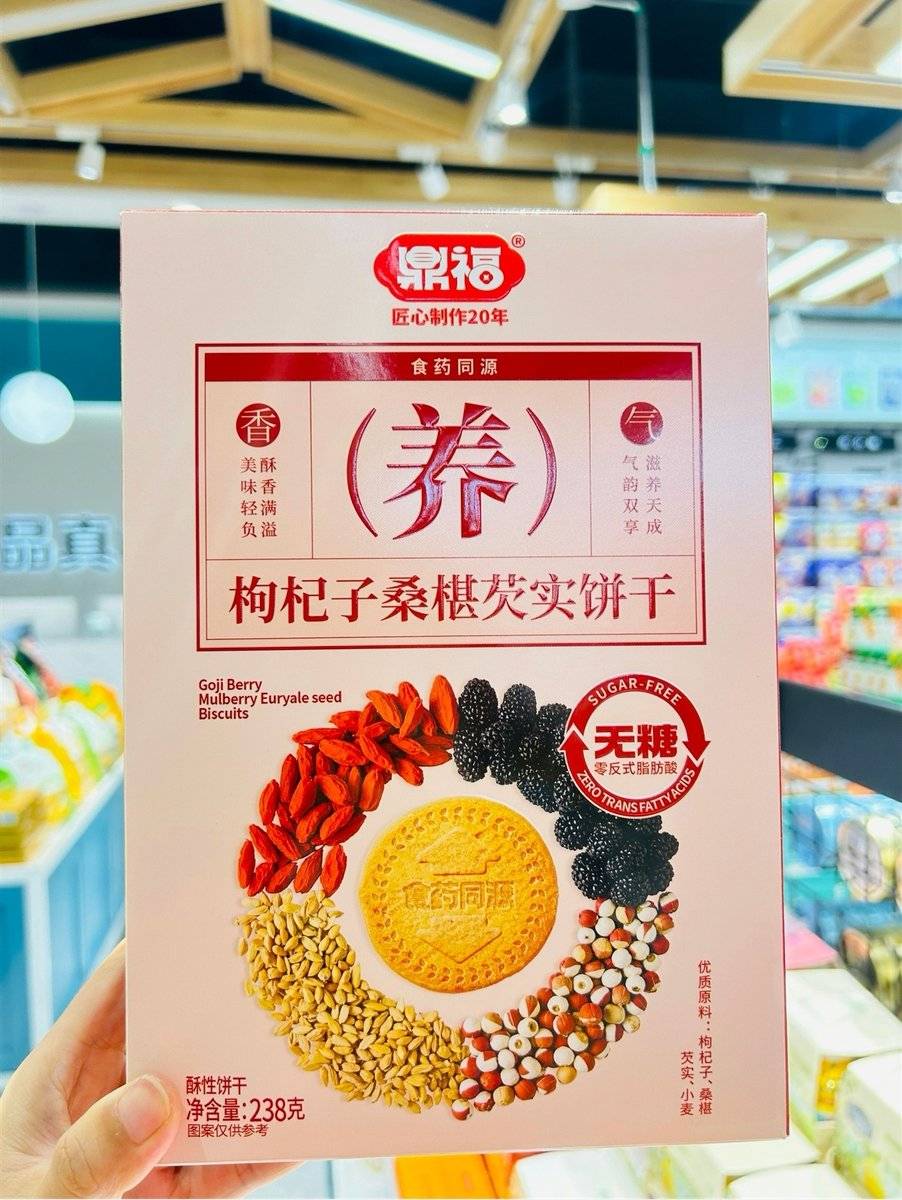 鼎福®
匠心制作20年
食药同源
香
酥香满溢
美味轻负
养
气
滋养天成
气韵双享
枸杞子桑椹芡实饼干
Goji Berry
Mulberry Euryale seed
Biscuits
SUGAR-FREE
无糖
零反式脂肪酸
ZERO TRANS FATTY ACIDS
食药同源
优质原料：枸杞子、桑椹
芡实、小麦
酥性饼干
净含量:238克
图案仅供参考
晶真